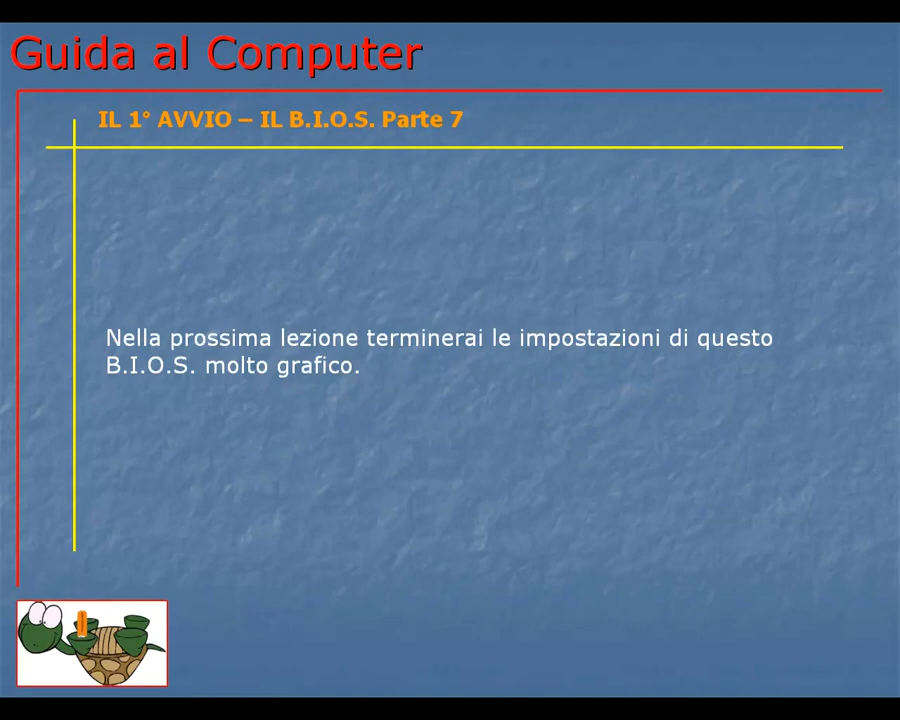 Guida al Computer
IL 1° AVVIO – IL B.I.O.S. Parte 7
Nella prossima lezione terminerai le impostazioni di questo
B.I.O.S. molto grafico.